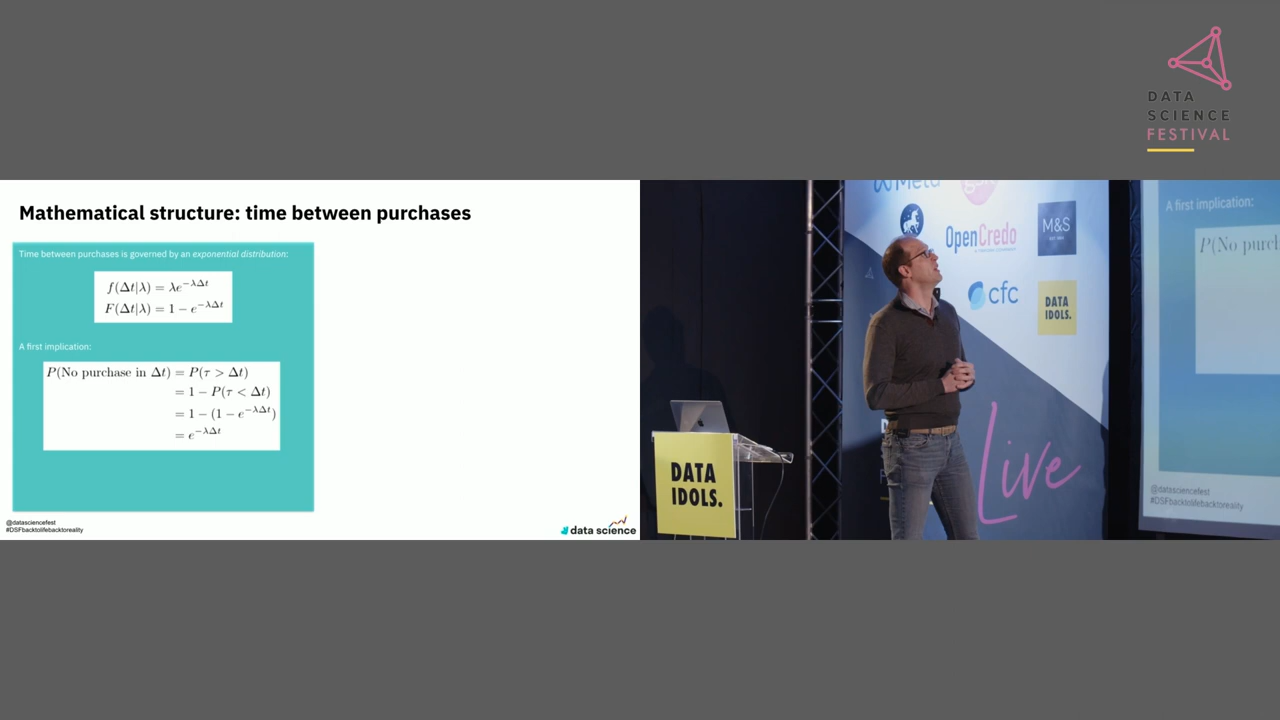 DATA
SCIENCE
FESTIVAL
Mathematical structure: time between purchases
Time between purchases is governed by an exponential distribution:
f(Δt|λ) = λe^{−λΔt}
F(Δt|λ) = 1 − e^{−λΔt}
A first implication:
P(No purchase in Δt) = P(τ > Δt)
= 1 − P(τ < Δt)
= 1 − (1 − e^{−λΔt})
= e^{−λΔt}
@datasciencefest
#DSFbacktolifebacktoreality
data science
Meta
OpenCredo
M&S
cfc
DATA
IDOLS.
Live
DATA
IDOLS.
A first implication:
P(No purch
@datasciencefest
#DSFbacktolifebacktoreality